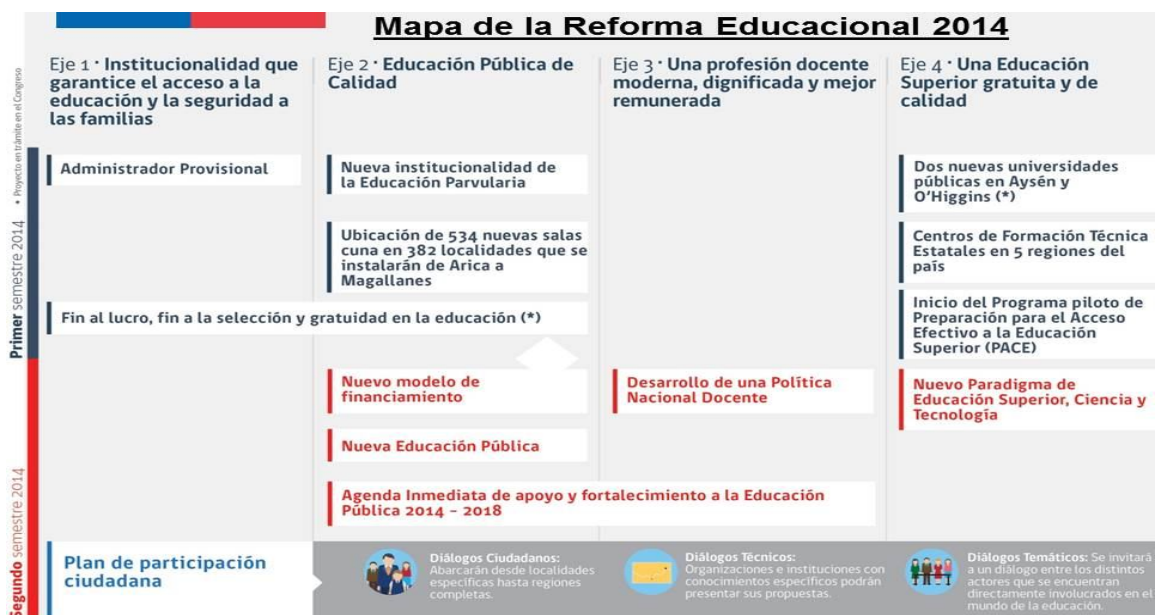 Mapa de la Reforma Educacional 2014
Eje 1 · Institucionalidad que
garantice el acceso a la
educación y la seguridad a
las familias
Eje 2 · Educación Pública de
Calidad
Eje 3 · Una profesión docente
moderna, dignificada y mejor
remunerada
Eje 4 · Una Educación
Superior gratuita y de
calidad
Primer semestre 2014 • Proyecto en trámite en el Congreso
Administrador Provisional
Nueva institucionalidad de
la Educación Parvularia
Dos nuevas universidades
públicas en Aysén y
O'Higgins (*)
Ubicación de 534 nuevas salas
cuna en 382 localidades que se
instalarán de Arica a
Magallanes
Centros de Formación Técnica
Estatales en 5 regiones del
país
Fin al lucro, fin a la selección y gratuidad en la educación (*)
Inicio del Programa piloto de
Preparación para el Acceso
Efectivo a la Educación
Superior (PACE)
Segundo semestre 2014
Nuevo modelo de
financiamiento
Desarrollo de una Política
Nacional Docente
Nuevo Paradigma de
Educación Superior, Ciencia y
Tecnología
Nueva Educación Pública
Agenda Inmediata de apoyo y fortalecimiento a la Educación
Pública 2014 - 2018
Plan de participación
ciudadana
Diálogos Ciudadanos:
Abarcarán desde localidades
específicas hasta regiones
completas.
Diálogos Técnicos:
Organizaciones e instituciones con
conocimientos específicos podrán
presentar sus propuestas.
Diálogos Temáticos: Se invitará
a un diálogo entre los distintos
actores que se encuentran
directamente involucrados en el
mundo de la educación.